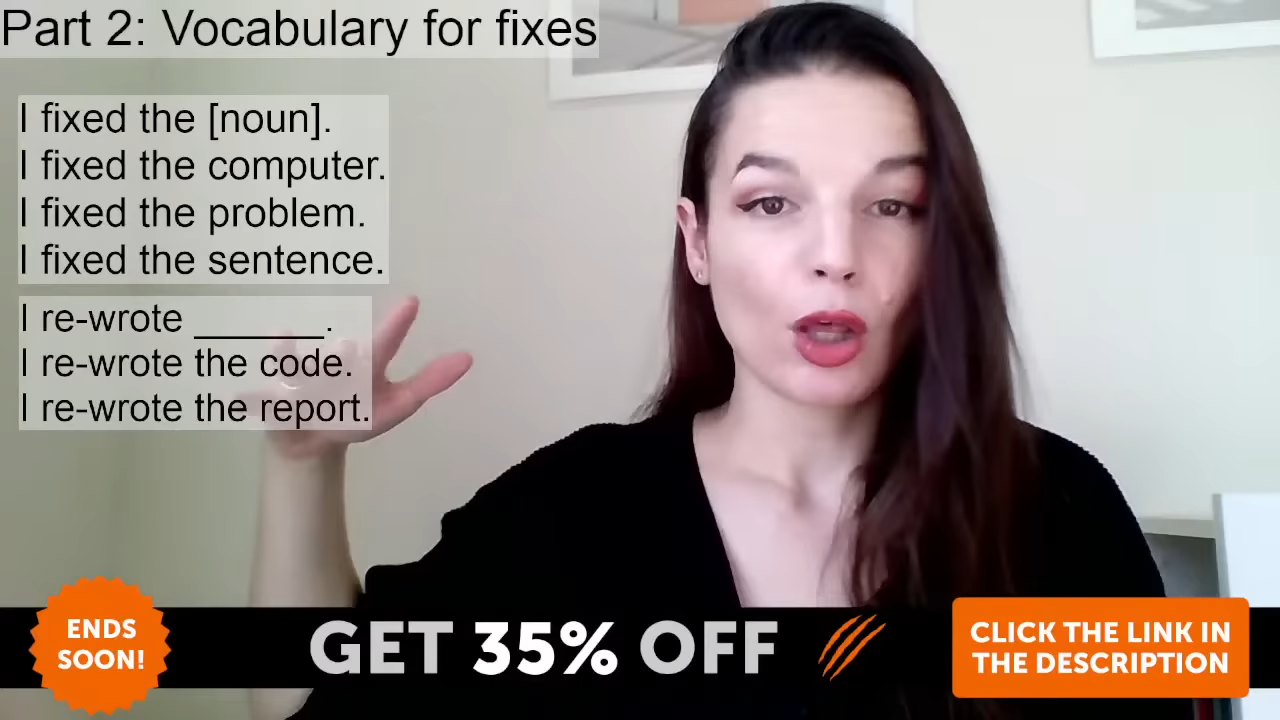 Part 2: Vocabulary for fixes
I fixed the [noun].
I fixed the computer.
I fixed the problem.
I fixed the sentence.
I re-wrote ______.
I re-wrote the code.
I re-wrote the report.
ENDS
SOON!
GET 35% OFF
CLICK THE LINK IN
THE DESCRIPTION